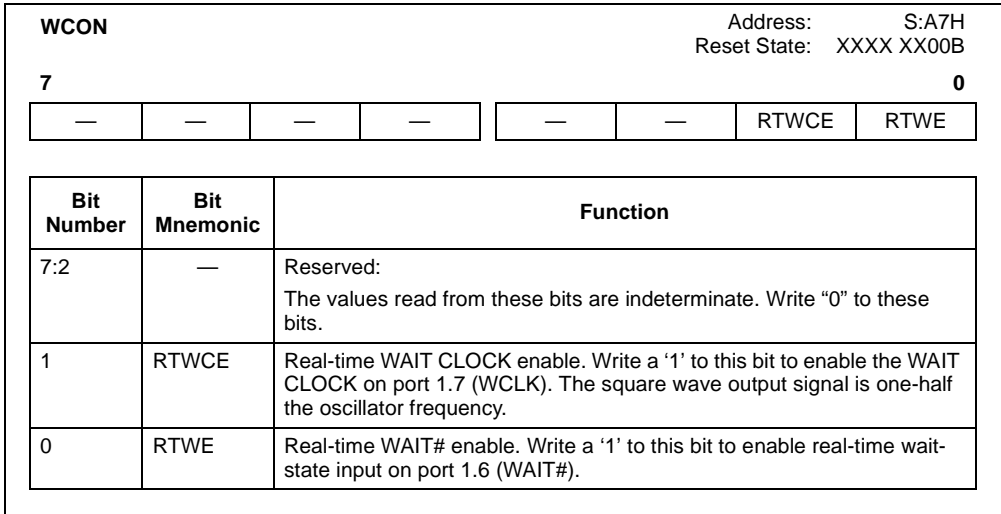 WCON Address: S:A7H
Reset State: XXXX XX00B
7 0
— — — — — — RTWCE RTWE
Bit Number Bit Mnemonic Function
7:2 — Reserved:
The values read from these bits are indeterminate. Write “0” to these
bits.
1 RTWCE Real-time WAIT CLOCK enable. Write a ‘1’ to this bit to enable the WAIT
CLOCK on port 1.7 (WCLK). The square wave output signal is one-half
the oscillator frequency.
0 RTWE Real-time WAIT# enable. Write a ‘1’ to this bit to enable real-time wait-
state input on port 1.6 (WAIT#).